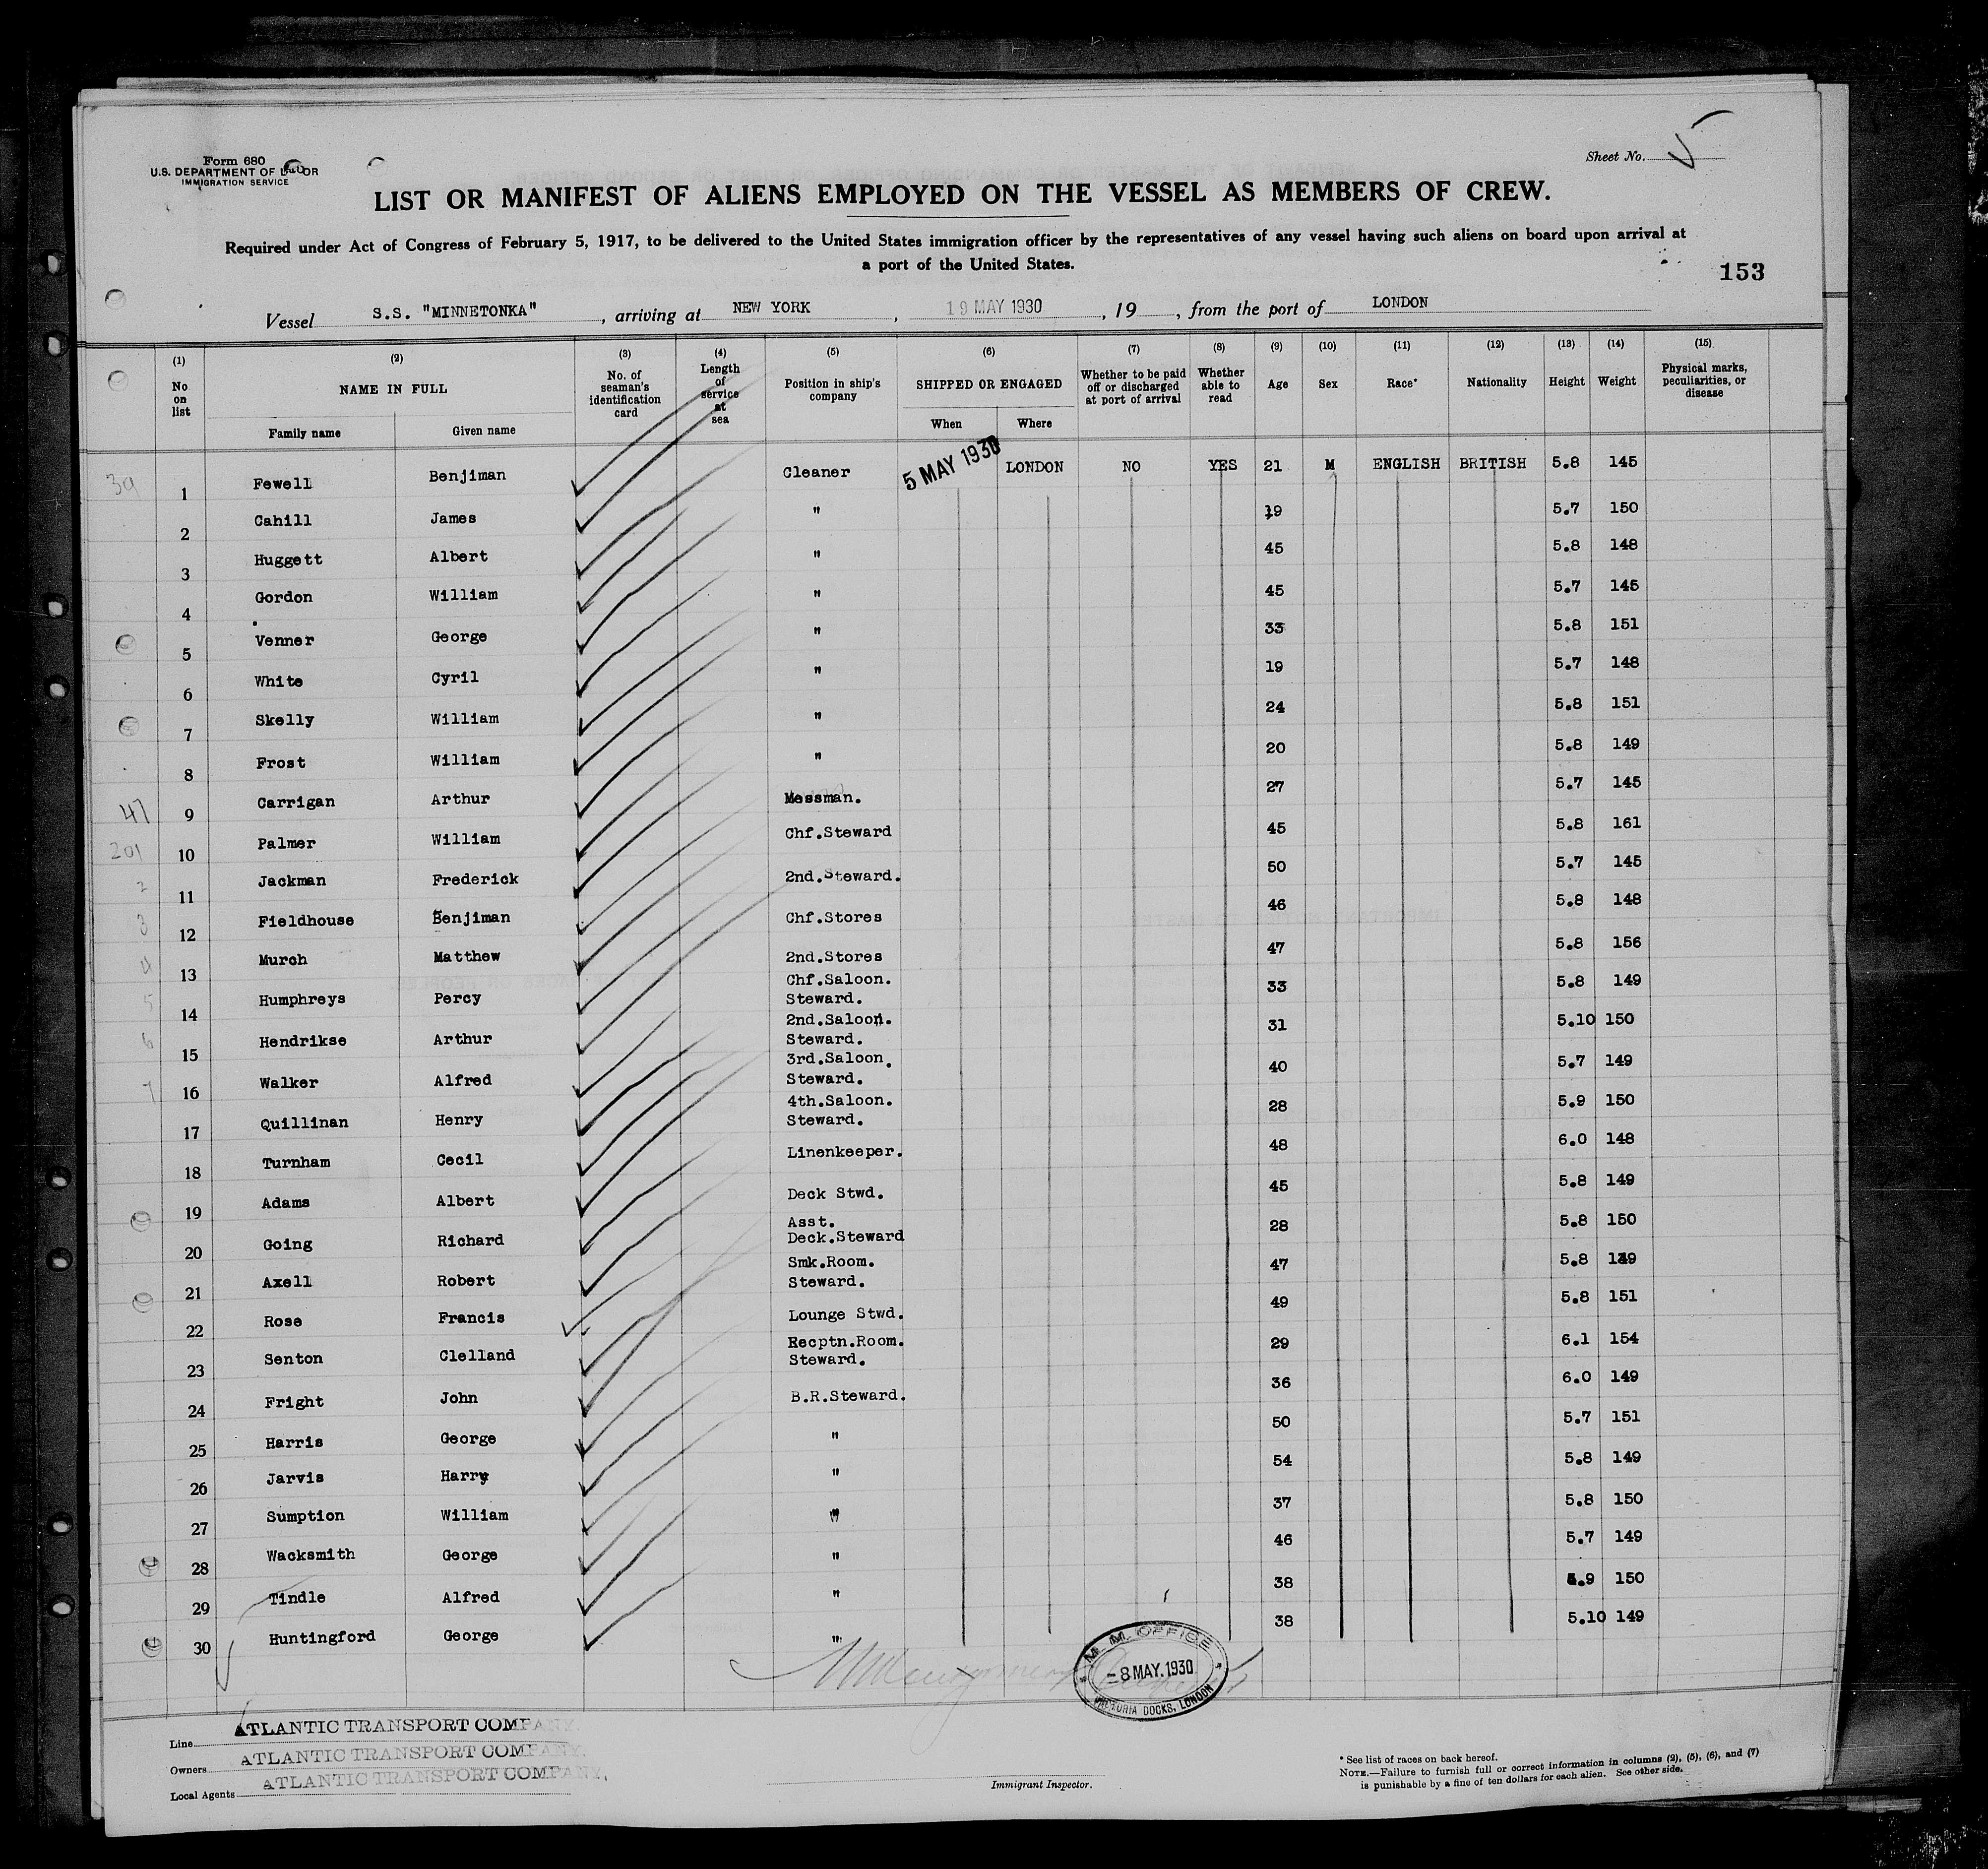 Form 680
U.S. DEPARTMENT OF LABOR
IMMIGRATION SERVICE
Sheet No. 5
LIST OR MANIFEST OF ALIENS EMPLOYED ON THE VESSEL AS MEMBERS OF CREW.
Required under Act of Congress of February 5, 1917, to be delivered to the United States immigration officer by the representatives of any vessel having such aliens on board upon arrival at
a port of the United States.
153
Vessel S.S. "MINNETONKA" , arriving at NEW YORK , 19 MAY 1930 , 19 , from the port of LONDON
(1) (2) (3) (4) (5) (6) (7) (8) (9) (10) (11) (12) (13) (14) (15)
No on list NAME IN FULL Family name Given name No. of seaman's identification card Length of service at sea Position in ship's company SHIPPED OR ENGAGED When Where Whether to be paid off or discharged at port of arrival Whether able to read Age Sex Race* Nationality Height Weight Physical marks, peculiarities, or disease
39 1 Fewell Benjiman Cleaner 5 MAY 1930 LONDON NO YES 21 M ENGLISH BRITISH 5.8 145
2 Cahill James " 19 5.7 150
3 Huggett Albert " 45 5.8 148
4 Gordon William " 45 5.7 145
5 Venner George " 33 5.8 151
6 White Cyril " 19 5.7 148
7 Skelly William " 24 5.8 151
8 Frost William " 20 5.8 149
47 9 Carrigan Arthur Messman. 27 5.7 145
201 10 Palmer William Chf.Steward 45 5.8 161
2 11 Jackman Frederick 2nd.Steward. 50 5.7 145
3 12 Fieldhouse Benjiman Chf.Stores 46 5.8 148
4 13 Murch Matthew 2nd.Stores 47 5.8 156
5 14 Humphreys Percy Chf.Saloon. Steward. 33 5.8 149
6 15 Hendrikse Arthur 2nd.Saloon. Steward. 31 5.10 150
7 16 Walker Alfred 3rd.Saloon. Steward. 40 5.7 149
17 Quillinan Henry 4th.Saloon. Steward. 28 5.9 150
18 Turnham Cecil Linenkeeper. 48 6.0 148
19 Adams Albert Deck Stwd. 45 5.8 149
20 Going Richard Asst. Deck.Steward 28 5.8 150
21 Axell Robert Smk.Room. Steward. 47 5.8 149
22 Rose Francis Lounge Stwd. 49 5.8 151
23 Senton Clelland Recptn.Room. Steward. 29 6.1 154
24 Fright John B.R.Steward. 36 6.0 149
25 Harris George " 50 5.7 151
26 Jarvis Harry " 54 5.8 149
27 Sumption William " 37 5.8 150
28 Wacksmith George " 46 5.7 149
29 Tindle Alfred " 38 5.9 150
30 Huntingford George " 38 5.10 149
M. M. OFFICE
-8 MAY.1930
VICTORIA DOCKS, LONDON
Line ATLANTIC TRANSPORT COMPANY.
Owners ATLANTIC TRANSPORT COMPANY.
Local Agents ATLANTIC TRANSPORT COMPANY.
Immigrant Inspector.
* See list of races on back hereof.
NOTE.—Failure to furnish full or correct information in columns (2), (5), (6), and (7)
is punishable by a fine of ten dollars for each alien. See other side.